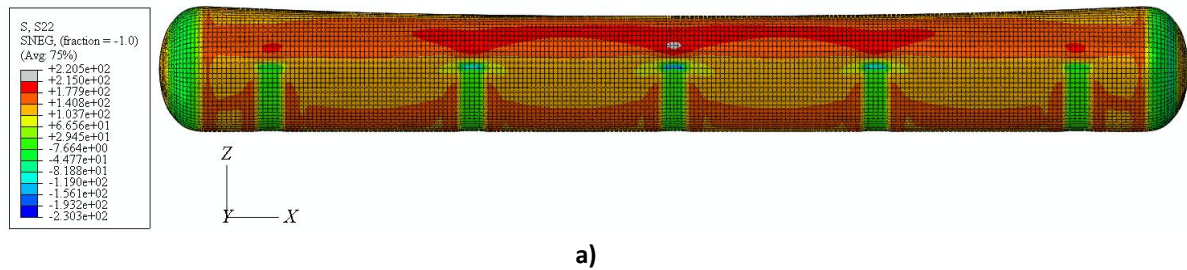 S, S22
SNEG, (fraction = -1.0)
(Avg: 75%)
+2.205e+02
+2.150e+02
+1.779e+02
+1.408e+02
+1.037e+02
+6.656e+01
+2.945e+01
-7.664e+00
-4.477e+01
-8.188e+01
-1.190e+02
-1.561e+02
-1.932e+02
-2.303e+02
Z
Y X
a)